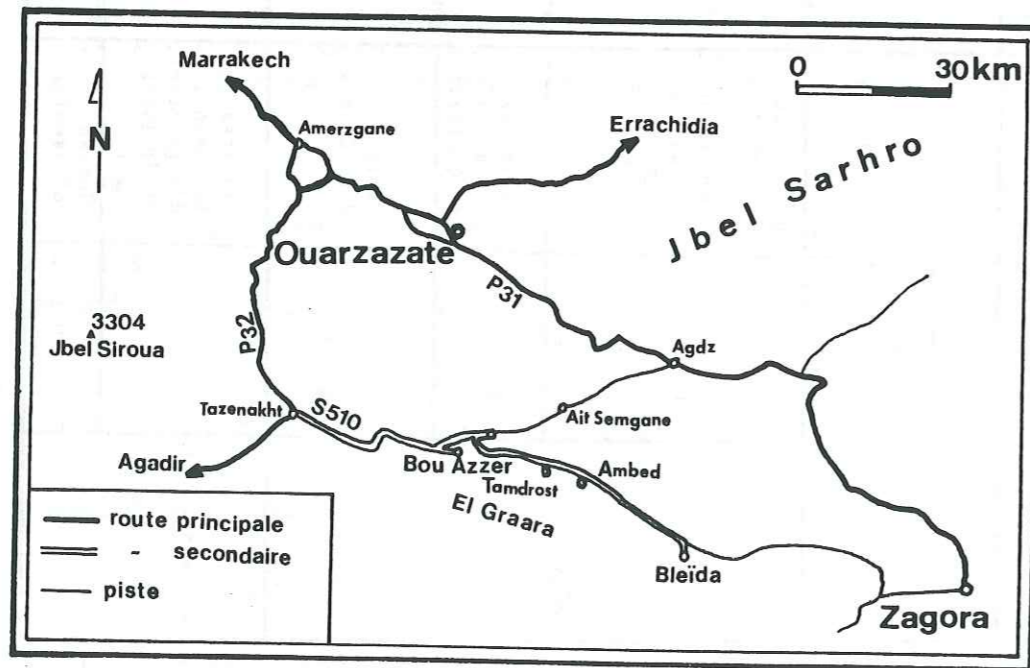 Marrakech
0 30km
N
Amerzgane
Errachidia
Jbel Sarhro
Ouarzazate
P31
3304
Jbel Siroua
P32
Agdz
Tazenakht
S510
Ait Semgane
Agadir
Bou Azzer
Ambed
Tamdrost
El Graara
Bleïda
Zagora
route principale
- secondaire
piste